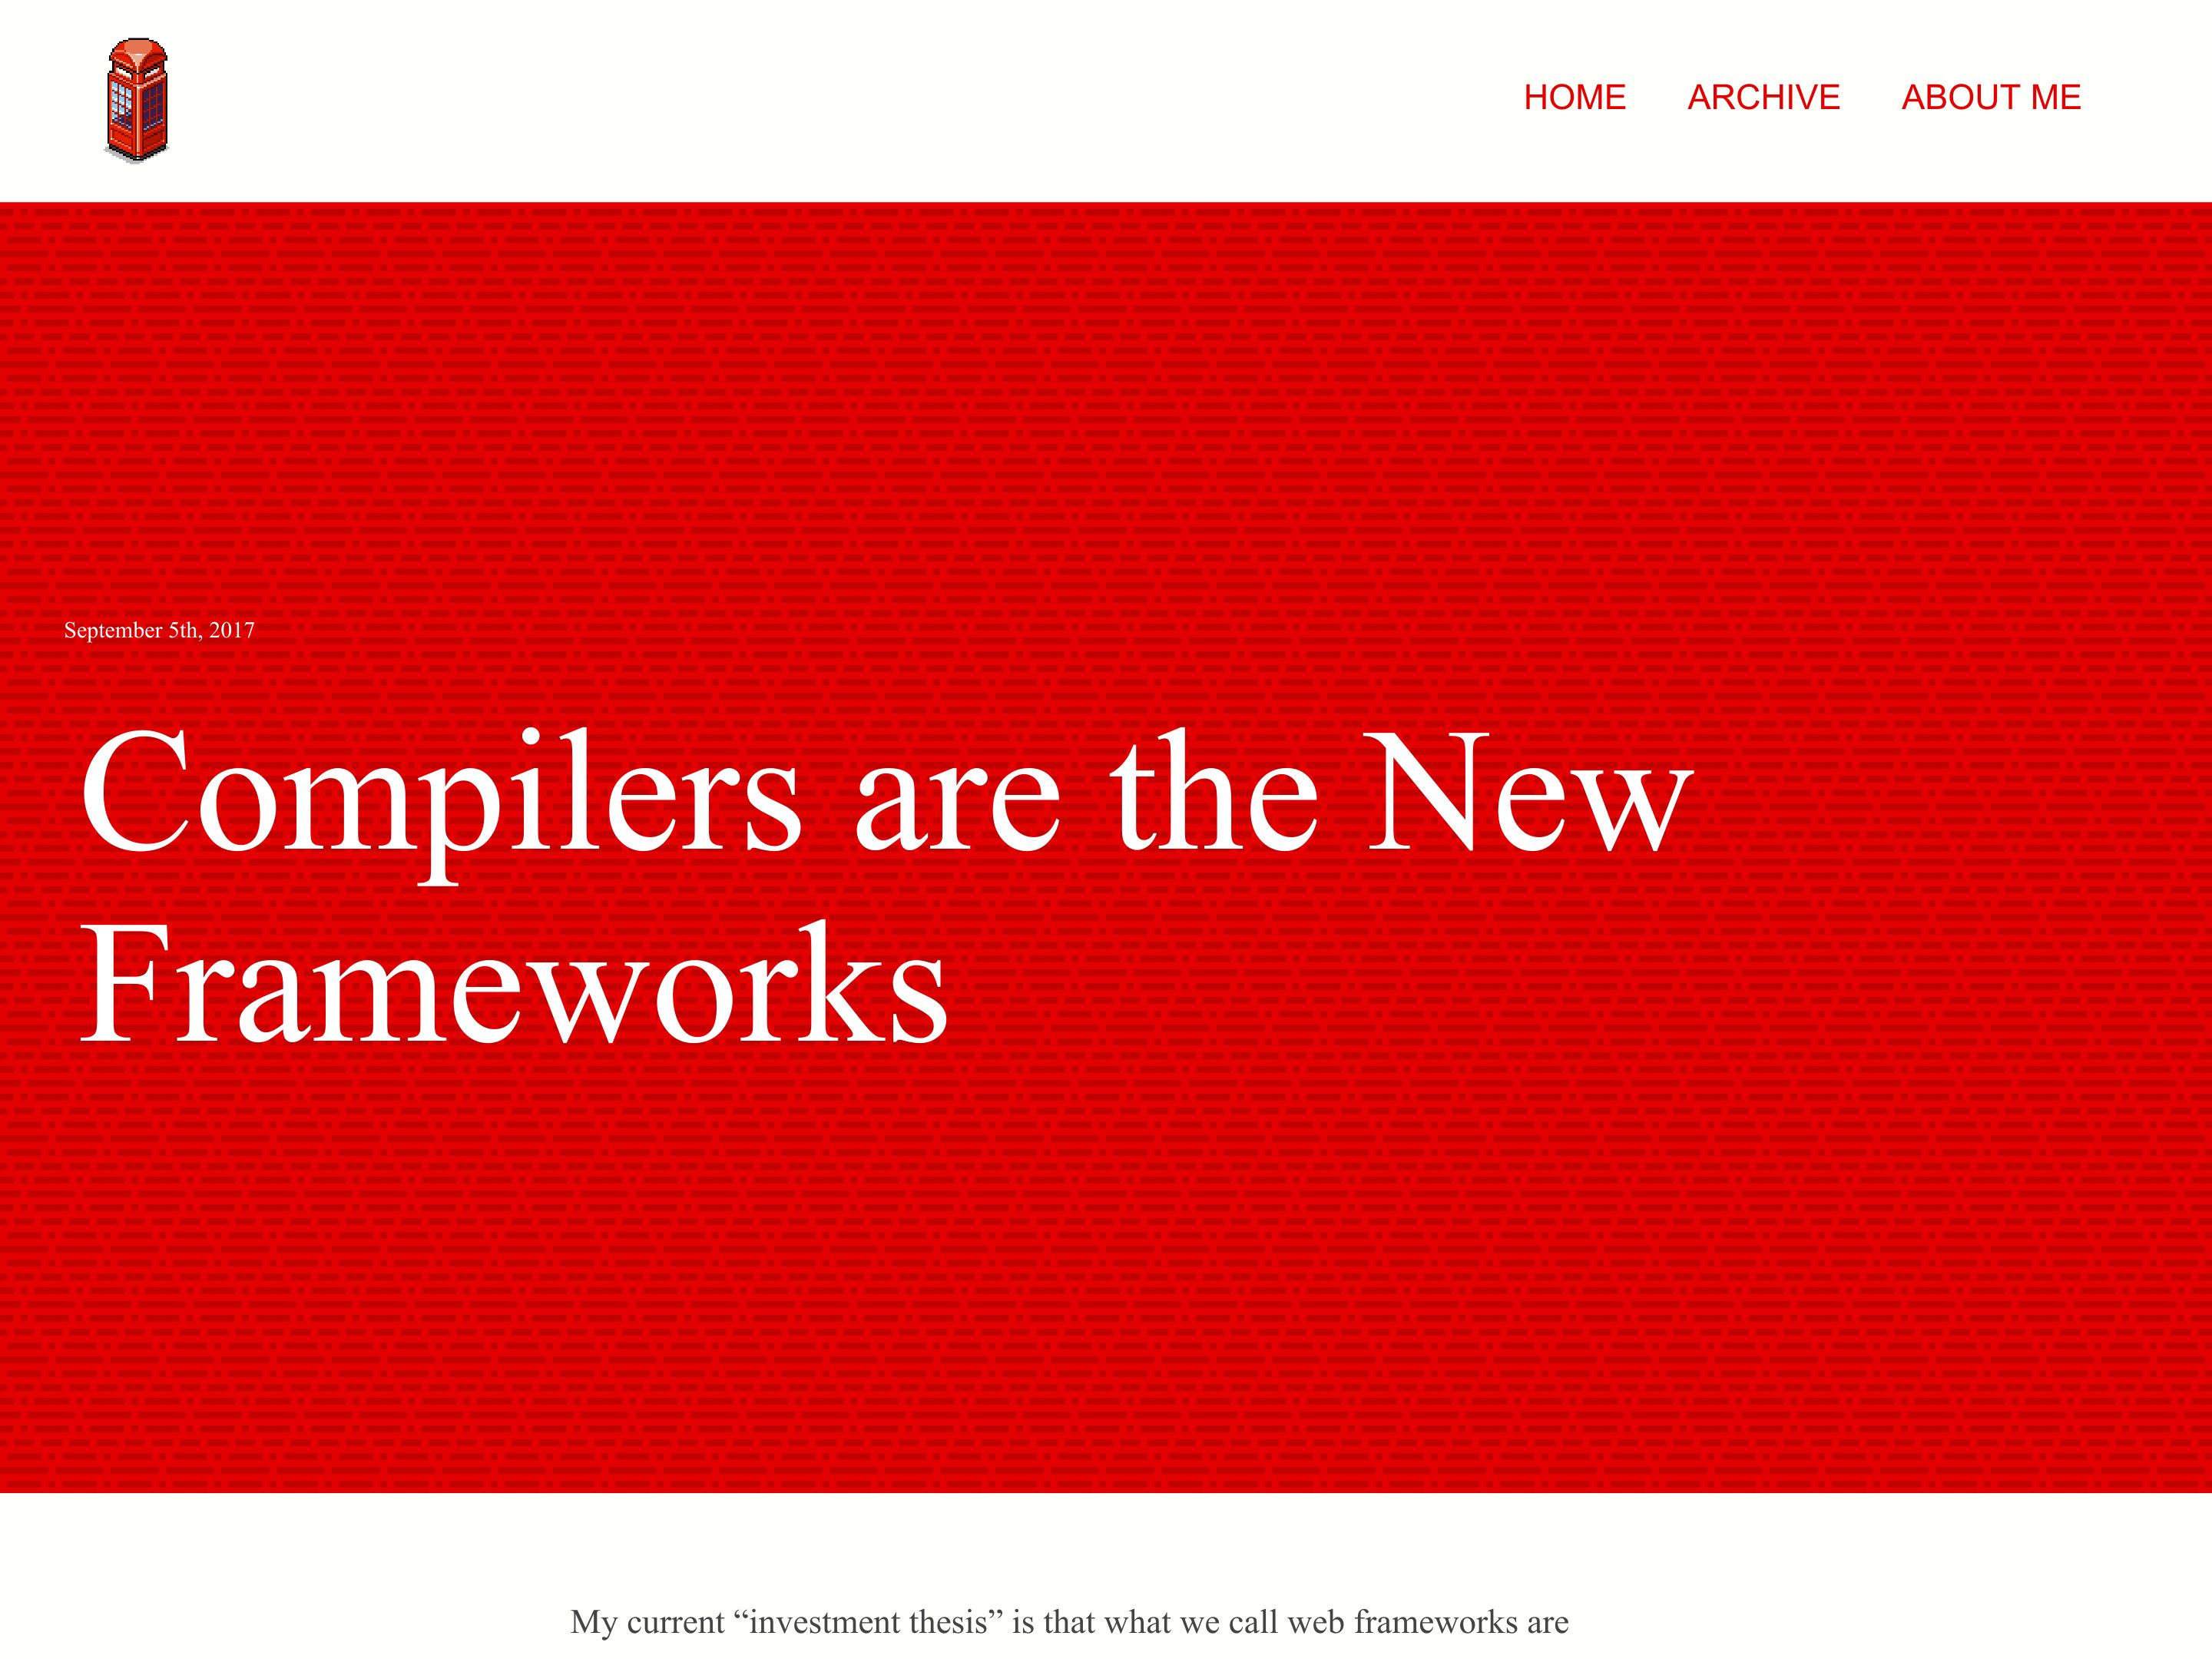 HOME ARCHIVE ABOUT ME
September 5th, 2017
Compilers are the New
Frameworks
My current “investment thesis” is that what we call web frameworks are